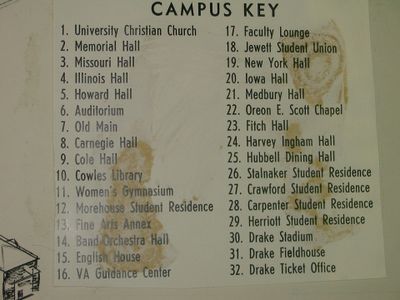 CAMPUS KEY
1. University Christian Church
2. Memorial Hall
3. Missouri Hall
4. Illinois Hall
5. Howard Hall
6. Auditorium
7. Old Main
8. Carnegie Hall
9. Cole Hall
10. Cowles Library
11. Women's Gymnasium
12. Morehouse Student Residence
13. Fine Arts Annex
14. Band-Orchestra Hall
15. English House
16. VA Guidance Center
17. Faculty Lounge
18. Jewett Student Union
19. New York Hall
20. Iowa Hall
21. Medbury Hall
22. Oreon E. Scott Chapel
23. Fitch Hall
24. Harvey Ingham Hall
25. Hubbell Dining Hall
26. Stalnaker Student Residence
27. Crawford Student Residence
28. Carpenter Student Residence
29. Herriott Student Residence
30. Drake Stadium
31. Drake Fieldhouse
32. Drake Ticket Office